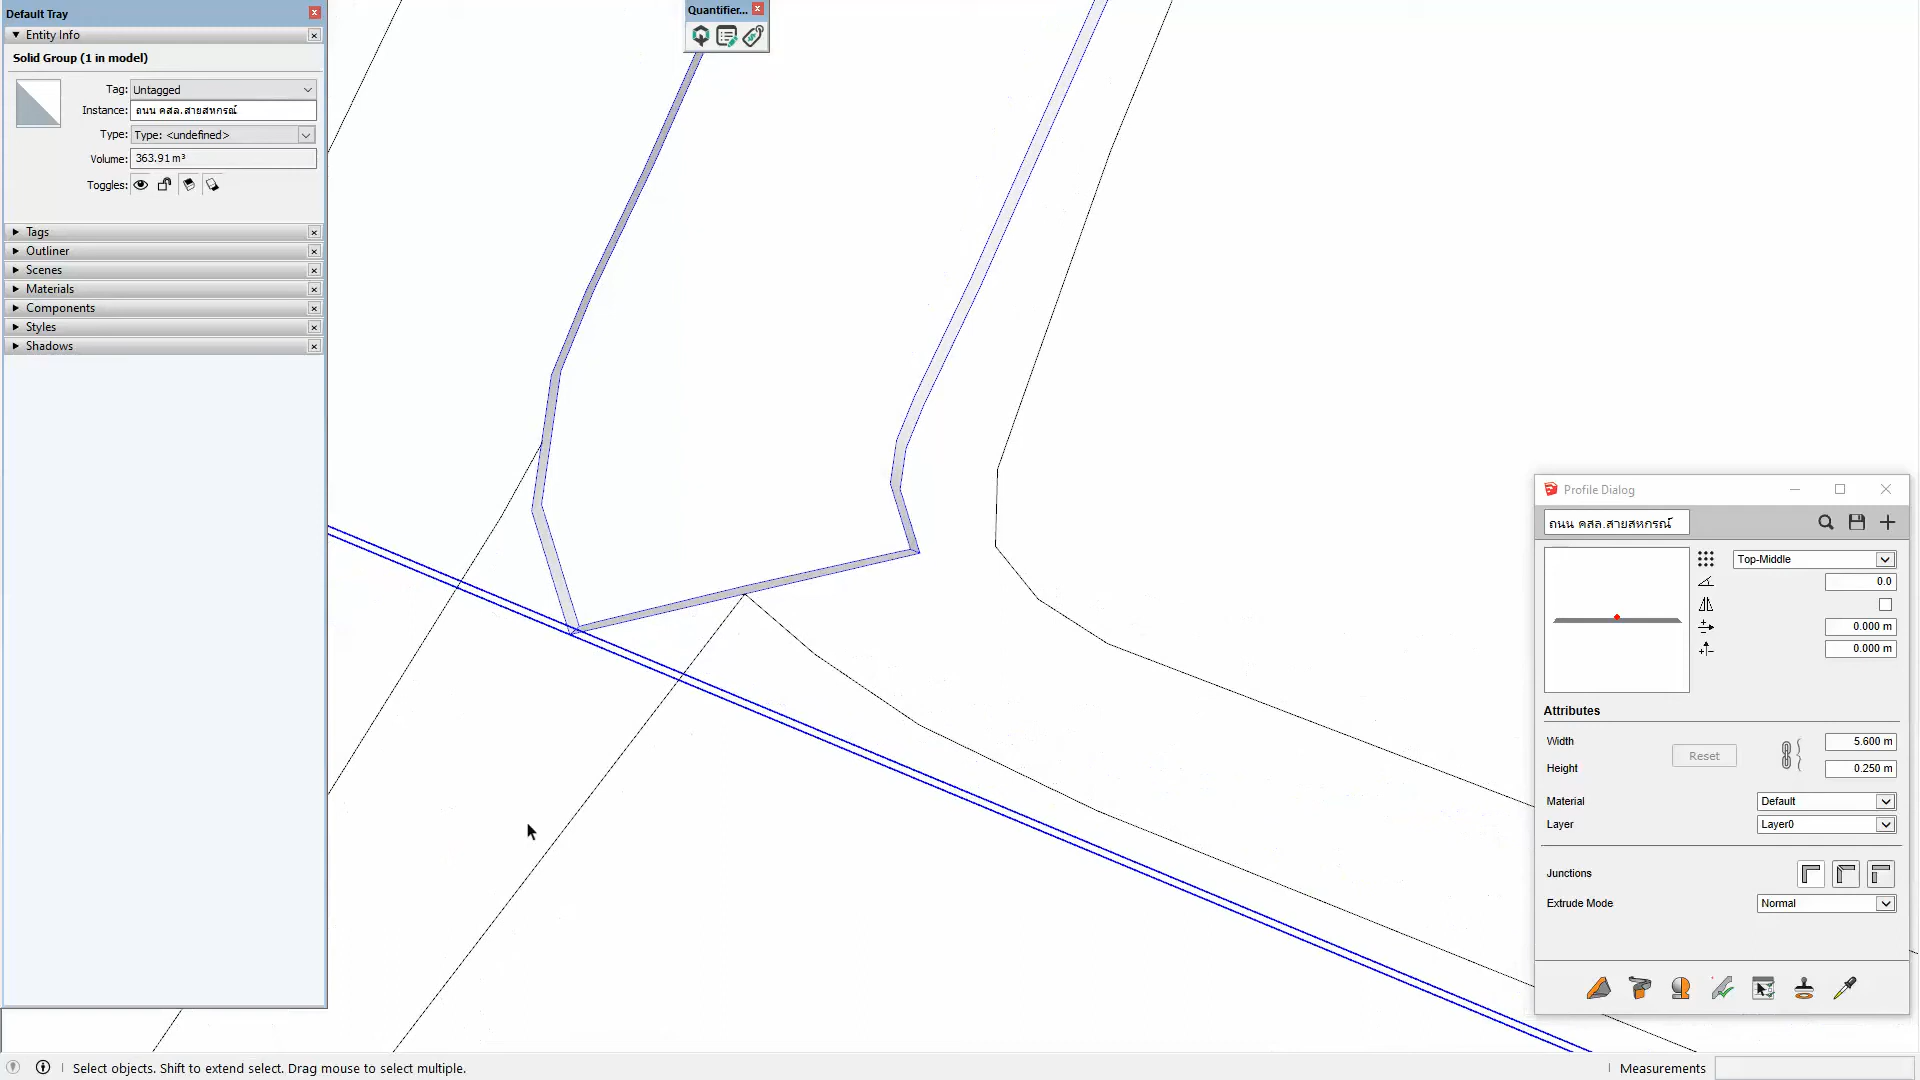 Default Tray
Entity Info
Solid Group (1 in model)
Tag: Untagged
Instance: ถนน คสล.สายสหกรณ์
Type: Type: <undefined>
Volume: 363.91 m³
Toggles:
Tags
Outliner
Scenes
Materials
Components
Styles
Shadows
Quantifier...
Profile Dialog
ถนน คสล.สายสหกรณ์
Top-Middle
0.0
0.000 m
0.000 m
Attributes
Width 5.600 m
Reset
Height 0.250 m
Material Default
Layer Layer0
Junctions
Extrude Mode Normal
Select objects. Shift to extend select. Drag mouse to select multiple.
Measurements